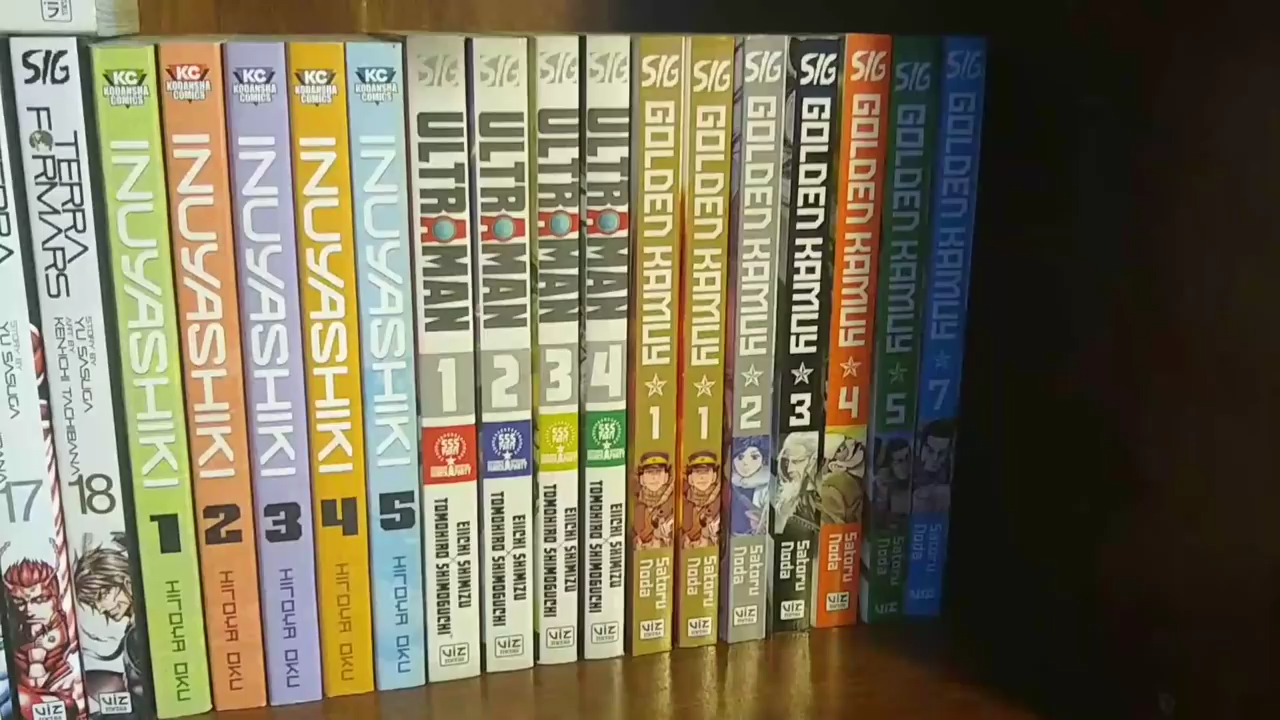 SIG
TERRA FORMARS
STORY BY YU SASUGA
ART BY KENICHI TACHIBANA
17
18
VIZ
KC
KODANSHA COMICS
INUYASHIKI
1
HIROYA OKU
KC
KODANSHA COMICS
INUYASHIKI
2
HIROYA OKU
KC
KODANSHA COMICS
INUYASHIKI
3
HIROYA OKU
KC
KODANSHA COMICS
INUYASHIKI
4
HIROYA OKU
KC
KODANSHA COMICS
INUYASHIKI
5
HIROYA OKU
SIG
ULTRAMAN
1
EIICHI SHIMIZU
TOMOHIRO SHIMOGUCHI
VIZ
SIG
ULTRAMAN
2
EIICHI SHIMIZU
TOMOHIRO SHIMOGUCHI
VIZ
SIG
ULTRAMAN
3
EIICHI SHIMIZU
TOMOHIRO SHIMOGUCHI
VIZ
SIG
ULTRAMAN
4
EIICHI SHIMIZU
TOMOHIRO SHIMOGUCHI
VIZ
SIG
GOLDEN KAMUY
1
Satoru Noda
VIZ
SIG
GOLDEN KAMUY
1
Satoru Noda
VIZ
SIG
GOLDEN KAMUY
2
Satoru Noda
VIZ
SIG
GOLDEN KAMUY
3
Satoru Noda
VIZ
SIG
GOLDEN KAMUY
4
Satoru Noda
VIZ
SIG
GOLDEN KAMUY
5
Satoru Noda
VIZ
SIG
GOLDEN KAMUY
7
Satoru Noda
VIZ